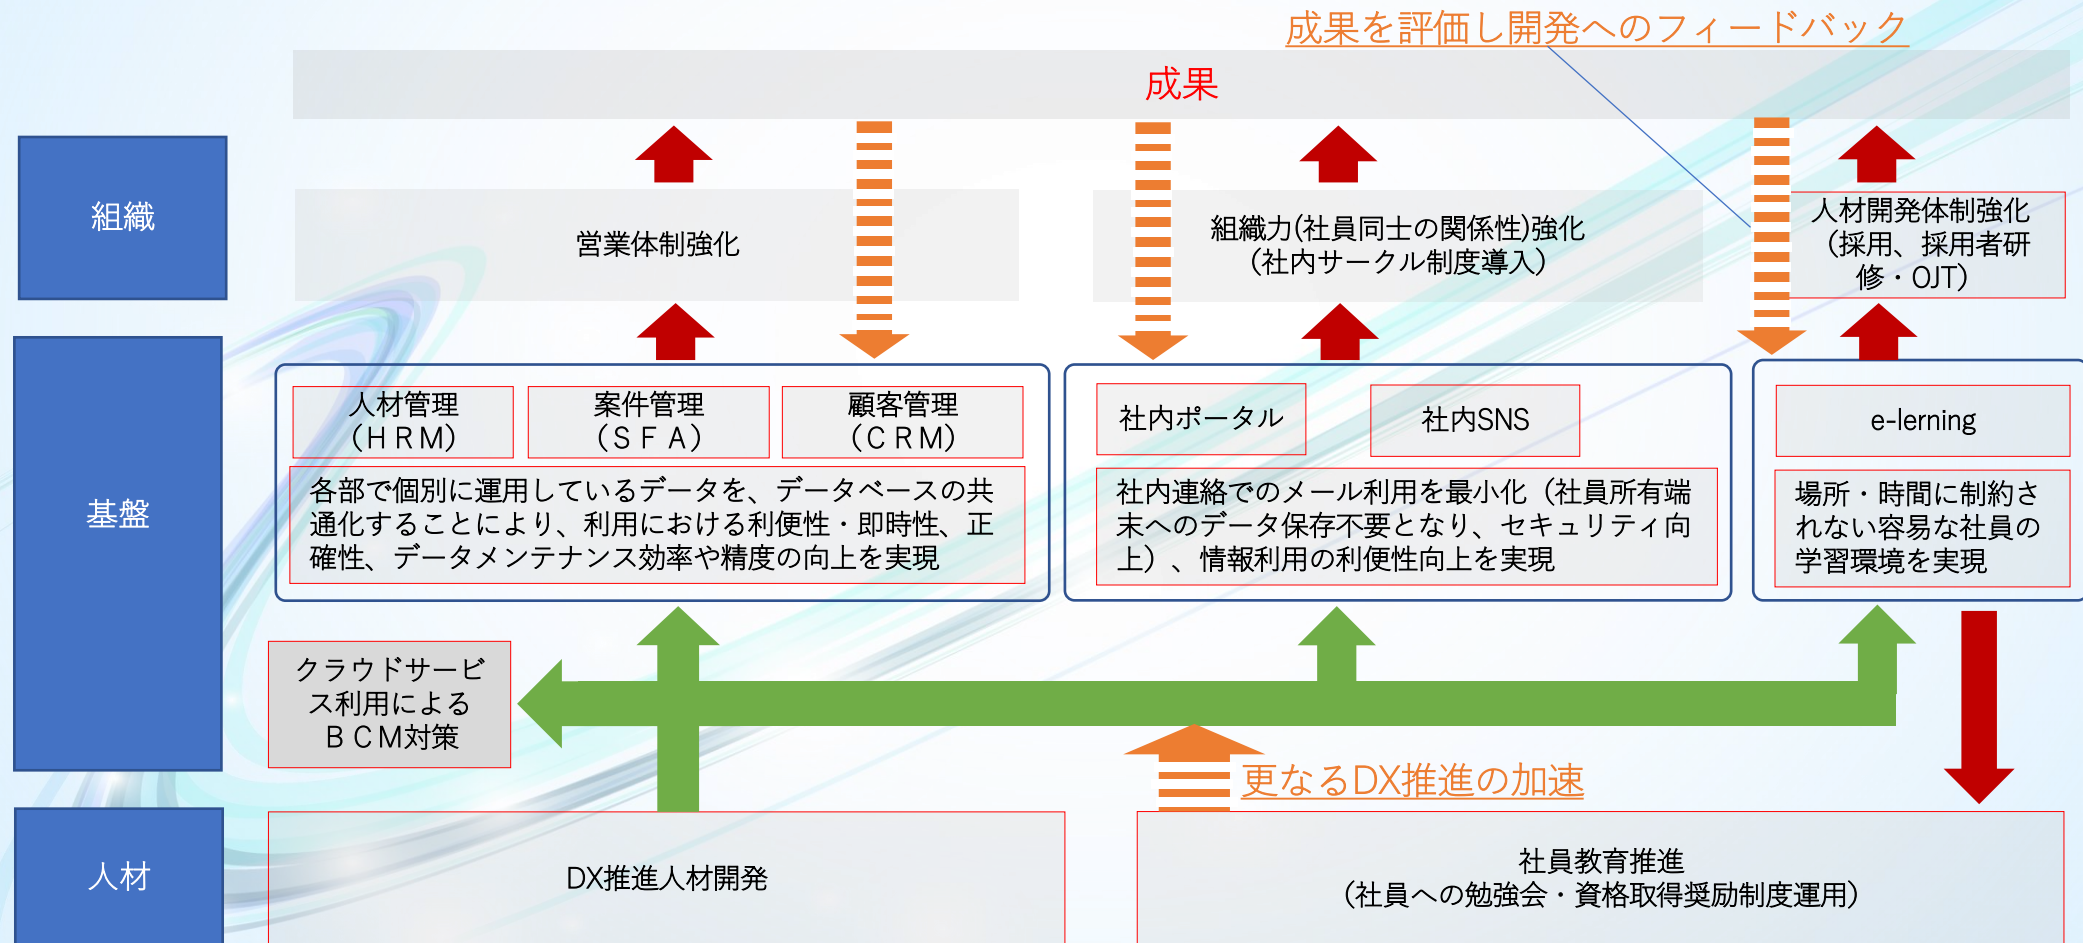 成果を評価し開発へのフィードバック
成果
組織
営業体制強化
組織力(社員同士の関係性)強化
（社内サークル制度導入）
人材開発体制強化
（採用、採用者研
修・OJT）
基盤
人材管理
（ＨＲＭ）
案件管理
（ＳＦＡ）
顧客管理
（ＣＲＭ）
各部で個別に運用しているデータを、データベースの共
通化することにより、利用における利便性・即時性、正
確性、データメンテナンス効率や精度の向上を実現
社内ポータル
社内SNS
社内連絡でのメール利用を最小化（社員所有端
末へのデータ保存不要となり、セキュリティ向
上）、情報利用の利便性向上を実現
e-lerning
場所・時間に制約さ
れない容易な社員の
学習環境を実現
クラウドサービ
ス利用による
ＢＣＭ対策
更なるDX推進の加速
人材
DX推進人材開発
社員教育推進
（社員への勉強会・資格取得奨励制度運用）